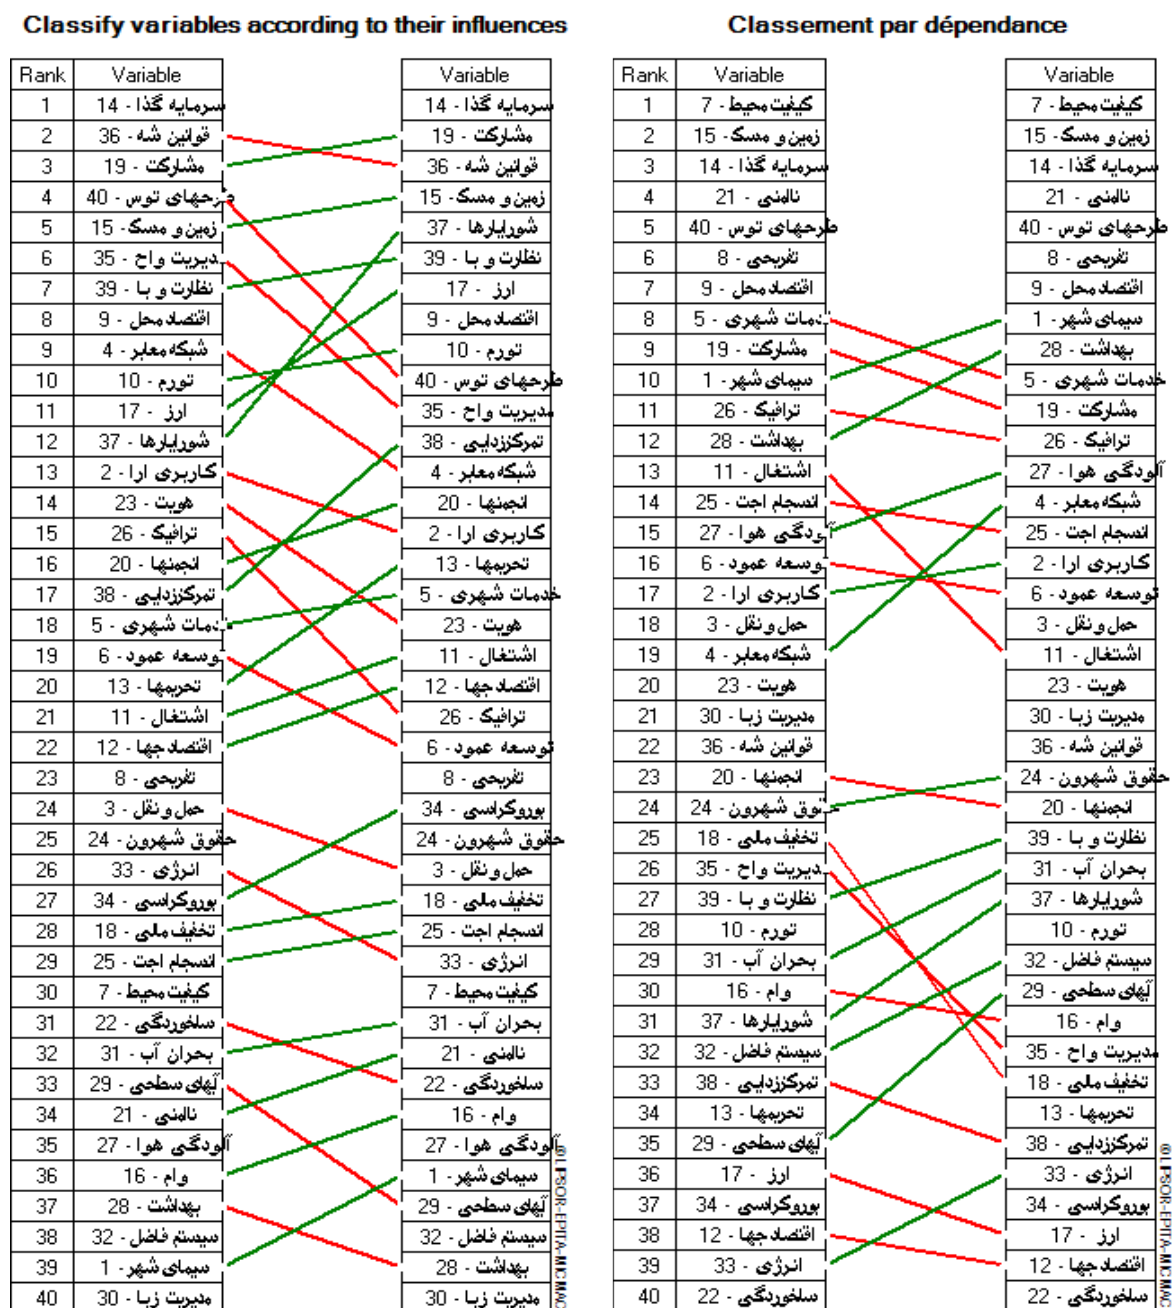 Classify variables according to their influences
Rank Variable Variable
1 14 - سرمایه گذا 14 - سرمایه گذا
2 36 - قوانین شه 19 - مشارکت
3 19 - مشارکت 36 - قوانین شه
4 40 - طرحهای توس 15 - زمین و مسک
5 15 - زمین و مسک 37 - شورایارها
6 35 - مدیریت واح 39 - نظارت و با
7 39 - نظارت و با 17 - ارز
8 9 - اقتصاد محل 9 - اقتصاد محل
9 4 - شبکه معابر 10 - تورم
10 10 - تورم 40 - طرحهای توس
11 17 - ارز 35 - مدیریت واح
12 37 - شورایارها 38 - تمرکززدایی
13 2 - کاربری ارا 4 - شبکه معابر
14 23 - هویت 20 - انجمنها
15 26 - ترافیک 2 - کاربری ارا
16 20 - انجمنها 13 - تحریمها
17 38 - تمرکززدایی 5 - خدمات شهری
18 5 - خدمات شهری 23 - هویت
19 6 - توسعه عمود 11 - اشتغال
20 13 - تحریمها 12 - اقتصاد جها
21 11 - اشتغال 26 - ترافیک
22 12 - اقتصاد جها 6 - توسعه عمود
23 8 - تفریحی 8 - تفریحی
24 3 - حمل و نقل 34 - بوروکراسی
25 24 - حقوق شهرون 24 - حقوق شهرون
26 33 - انرژی 3 - حمل و نقل
27 34 - بوروکراسی 18 - تخفیف مالی
28 18 - تخفیف مالی 25 - انسجام اجت
29 25 - انسجام اجت 33 - انرژی
30 7 - کیفیت محیط 7 - کیفیت محیط
31 22 - سلخوردگی 31 - بحران آب
32 31 - بحران آب 21 - ناامنی
33 29 - آبهای سطحی 22 - سلخوردگی
34 21 - ناامنی 16 - وام
35 27 - آلودگی هوا 27 - آلودگی هوا
36 16 - وام 1 - سیمای شهر
37 28 - بهداشت 29 - آبهای سطحی
38 32 - سیستم فاضل 32 - سیستم فاضل
39 1 - سیمای شهر 28 - بهداشت
40 30 - مدیریت زبا 30 - مدیریت زبا
© LIPSOR-EPITA-MICMAC
Classement par dépendance
Rank Variable Variable
1 7 - کیفیت محیط 7 - کیفیت محیط
2 15 - زمین و مسک 15 - زمین و مسک
3 14 - سرمایه گذا 14 - سرمایه گذا
4 21 - ناامنی 21 - ناامنی
5 40 - طرحهای توس 40 - طرحهای توس
6 8 - تفریحی 8 - تفریحی
7 9 - اقتصاد محل 9 - اقتصاد محل
8 5 - خدمات شهری 1 - سیمای شهر
9 19 - مشارکت 28 - بهداشت
10 1 - سیمای شهر 5 - خدمات شهری
11 26 - ترافیک 19 - مشارکت
12 28 - بهداشت 26 - ترافیک
13 11 - اشتغال 27 - آلودگی هوا
14 25 - انسجام اجت 4 - شبکه معابر
15 27 - آلودگی هوا 25 - انسجام اجت
16 6 - توسعه عمود 2 - کاربری ارا
17 2 - کاربری ارا 6 - توسعه عمود
18 3 - حمل و نقل 3 - حمل و نقل
19 4 - شبکه معابر 11 - اشتغال
20 23 - هویت 23 - هویت
21 30 - مدیریت زبا 30 - مدیریت زبا
22 36 - قوانین شه 36 - قوانین شه
23 20 - انجمنها 24 - حقوق شهرون
24 24 - حقوق شهرون 20 - انجمنها
25 18 - تخفیف مالی 39 - نظارت و با
26 35 - مدیریت واح 31 - بحران آب
27 39 - نظارت و با 37 - شورایارها
28 10 - تورم 10 - تورم
29 31 - بحران آب 32 - سیستم فاضل
30 16 - وام 29 - آبهای سطحی
31 37 - شورایارها 16 - وام
32 32 - سیستم فاضل 35 - مدیریت واح
33 38 - تمرکززدایی 18 - تخفیف مالی
34 13 - تحریمها 13 - تحریمها
35 29 - آبهای سطحی 38 - تمرکززدایی
36 17 - ارز 33 - انرژی
37 34 - بوروکراسی 34 - بوروکراسی
38 12 - اقتصاد جها 17 - ارز
39 33 - انرژی 12 - اقتصاد جها
40 22 - سلخوردگی 22 - سلخوردگی
© LIPSOR-EPITA-MICMAC